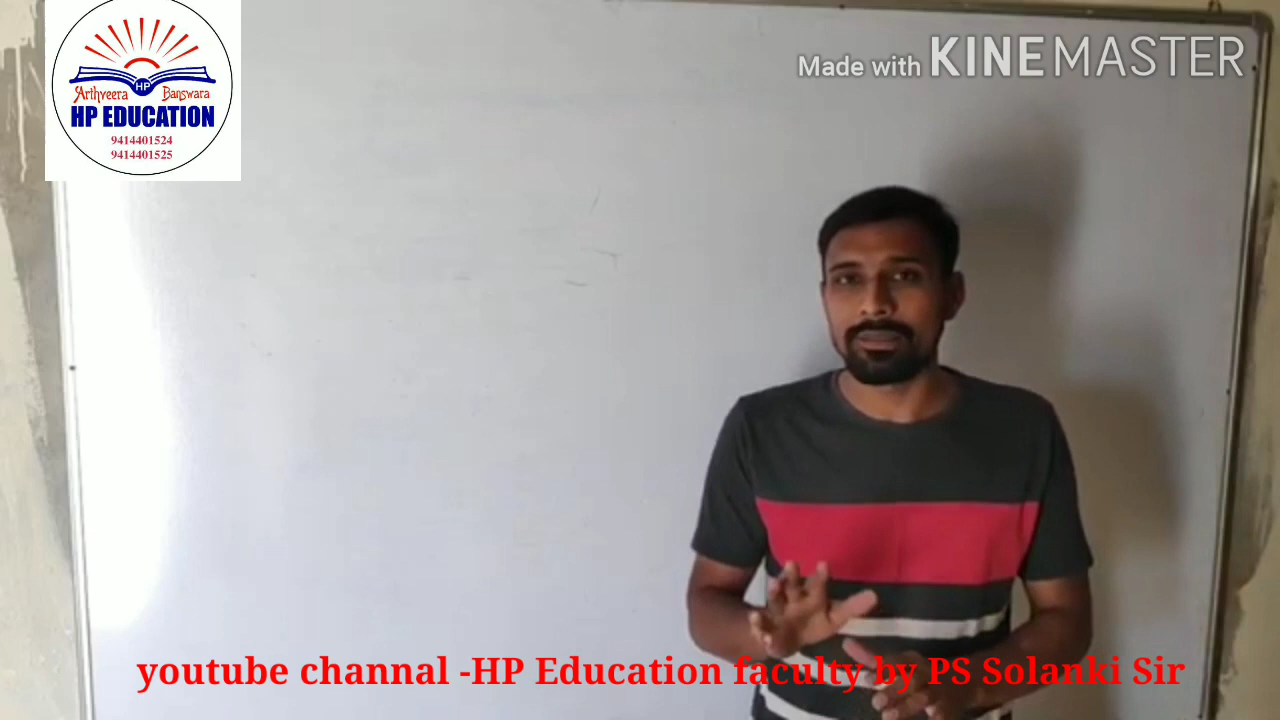 Arthveera HP Banswara
HP EDUCATION
9414401524
9414401525
Made with KINEMASTER
youtube channal -HP Education faculty by PS Solanki Sir